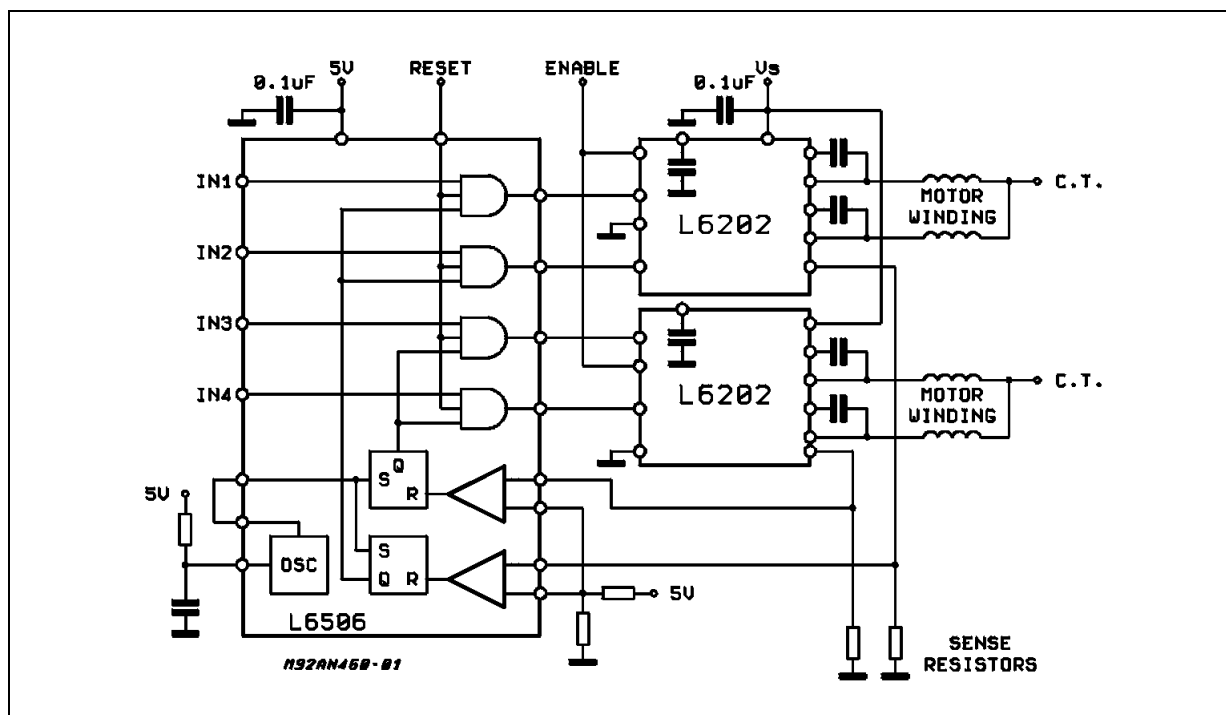 5V
RESET
ENABLE
Vs
0.1uF
0.1uF
IN1
C.T.
MOTOR
WINDING
L6202
IN2
IN3
IN4
C.T.
MOTOR
WINDING
L6202
Q
S
R
5V
OSC
S
Q
R
5V
L6506
M92AN460-01
SENSE
RESISTORS